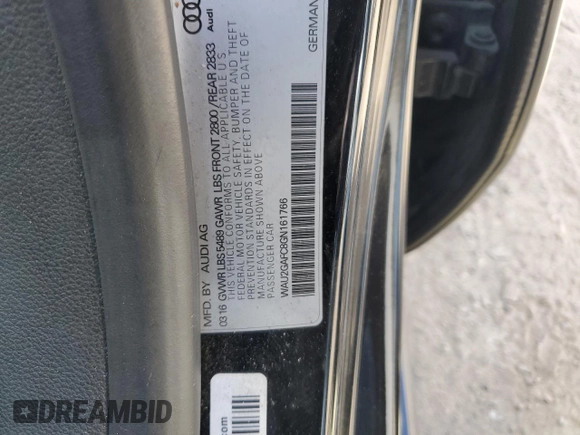 MFD. BY AUDI AG
03 16 GVWR LBS 5489 GAWR LBS FRONT 2800 / REAR 2833
THIS VEHICLE CONFORMS TO ALL APPLICABLE U S
FEDERAL MOTOR VEHICLE SAFETY, BUMPER AND THEFT
PREVENTION STANDARDS IN EFFECT ON THE DATE OF
MANUFACTURE SHOWN ABOVE
PASSENGER CAR
WAU2GAFC8GN161766
Audi
GERMAN
.com
DREAMBID